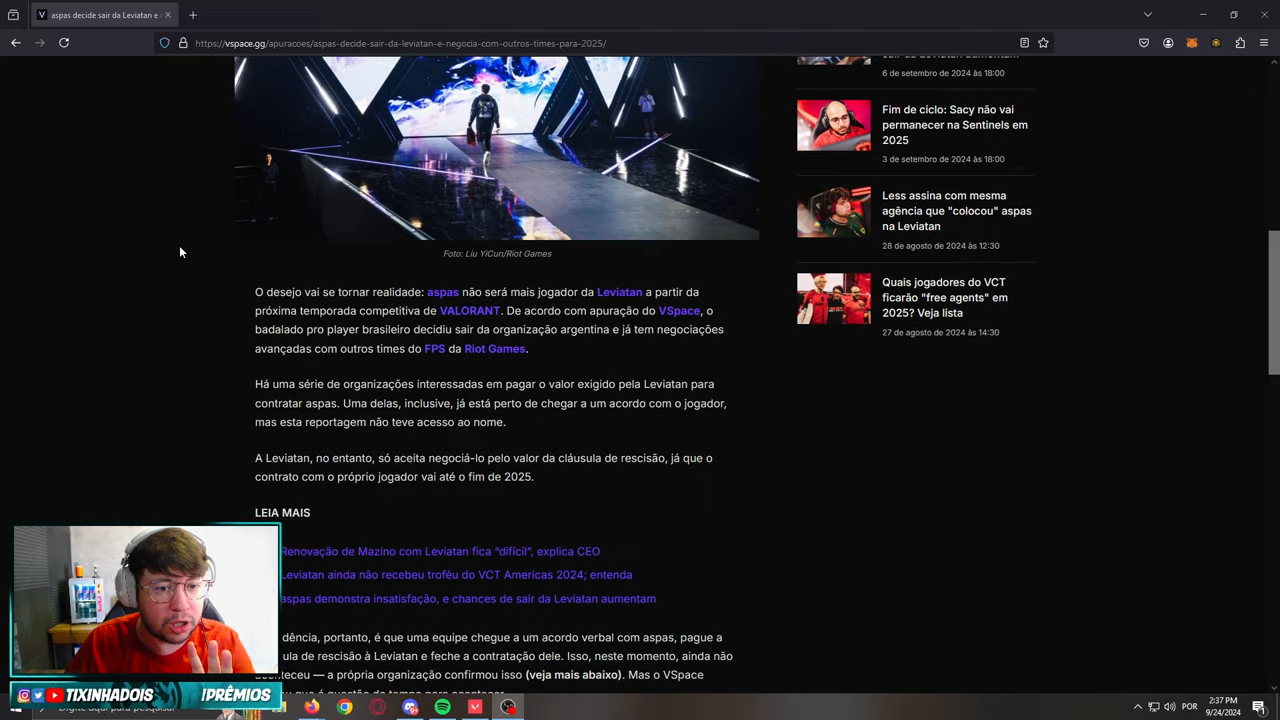 aspas decide sair da Leviatan e
https://vspace.gg/apuracoes/aspas-decide-sair-da-leviatan-e-negocia-com-outros-times-para-2025/
6 de setembro de 2024 às 18:00
Fim de ciclo: Sacy não vai
permanecer na Sentinels em
2025
3 de setembro de 2024 às 18:00
Less assina com mesma
agência que "colocou" aspas
na Leviatan
28 de agosto de 2024 às 12:30
Quais jogadores do VCT
ficarão "free agents" em
2025? Veja lista
27 de agosto de 2024 às 14:30
Foto: Liu YiCun/Riot Games
O desejo vai se tornar realidade: aspas não será mais jogador da Leviatan a partir da
próxima temporada competitiva de VALORANT. De acordo com apuração do VSpace, o
badalado pro player brasileiro decidiu sair da organização argentina e já tem negociações
avançadas com outros times do FPS da Riot Games.
Há uma série de organizações interessadas em pagar o valor exigido pela Leviatan para
contratar aspas. Uma delas, inclusive, já está perto de chegar a um acordo com o jogador,
mas esta reportagem não teve acesso ao nome.
A Leviatan, no entanto, só aceita negociá-lo pelo valor da cláusula de rescisão, já que o
contrato com o próprio jogador vai até o fim de 2025.
LEIA MAIS
Renovação de Mazino com Leviatan fica “difícil”, explica CEO
Leviatan ainda não recebeu troféu do VCT Americas 2024; entenda
aspas demonstra insatisfação, e chances de sair da Leviatan aumentam
dência, portanto, é que uma equipe chegue a um acordo verbal com aspas, pague a
ula de rescisão à Leviatan e feche a contratação dele. Isso, neste momento, ainda não
aconteceu — a própria organização confirmou isso (veja mais abaixo). Mas o VSpace
TIXINHADOIS !PRÊMIOS
POR
2:37 PM
9/24/2024